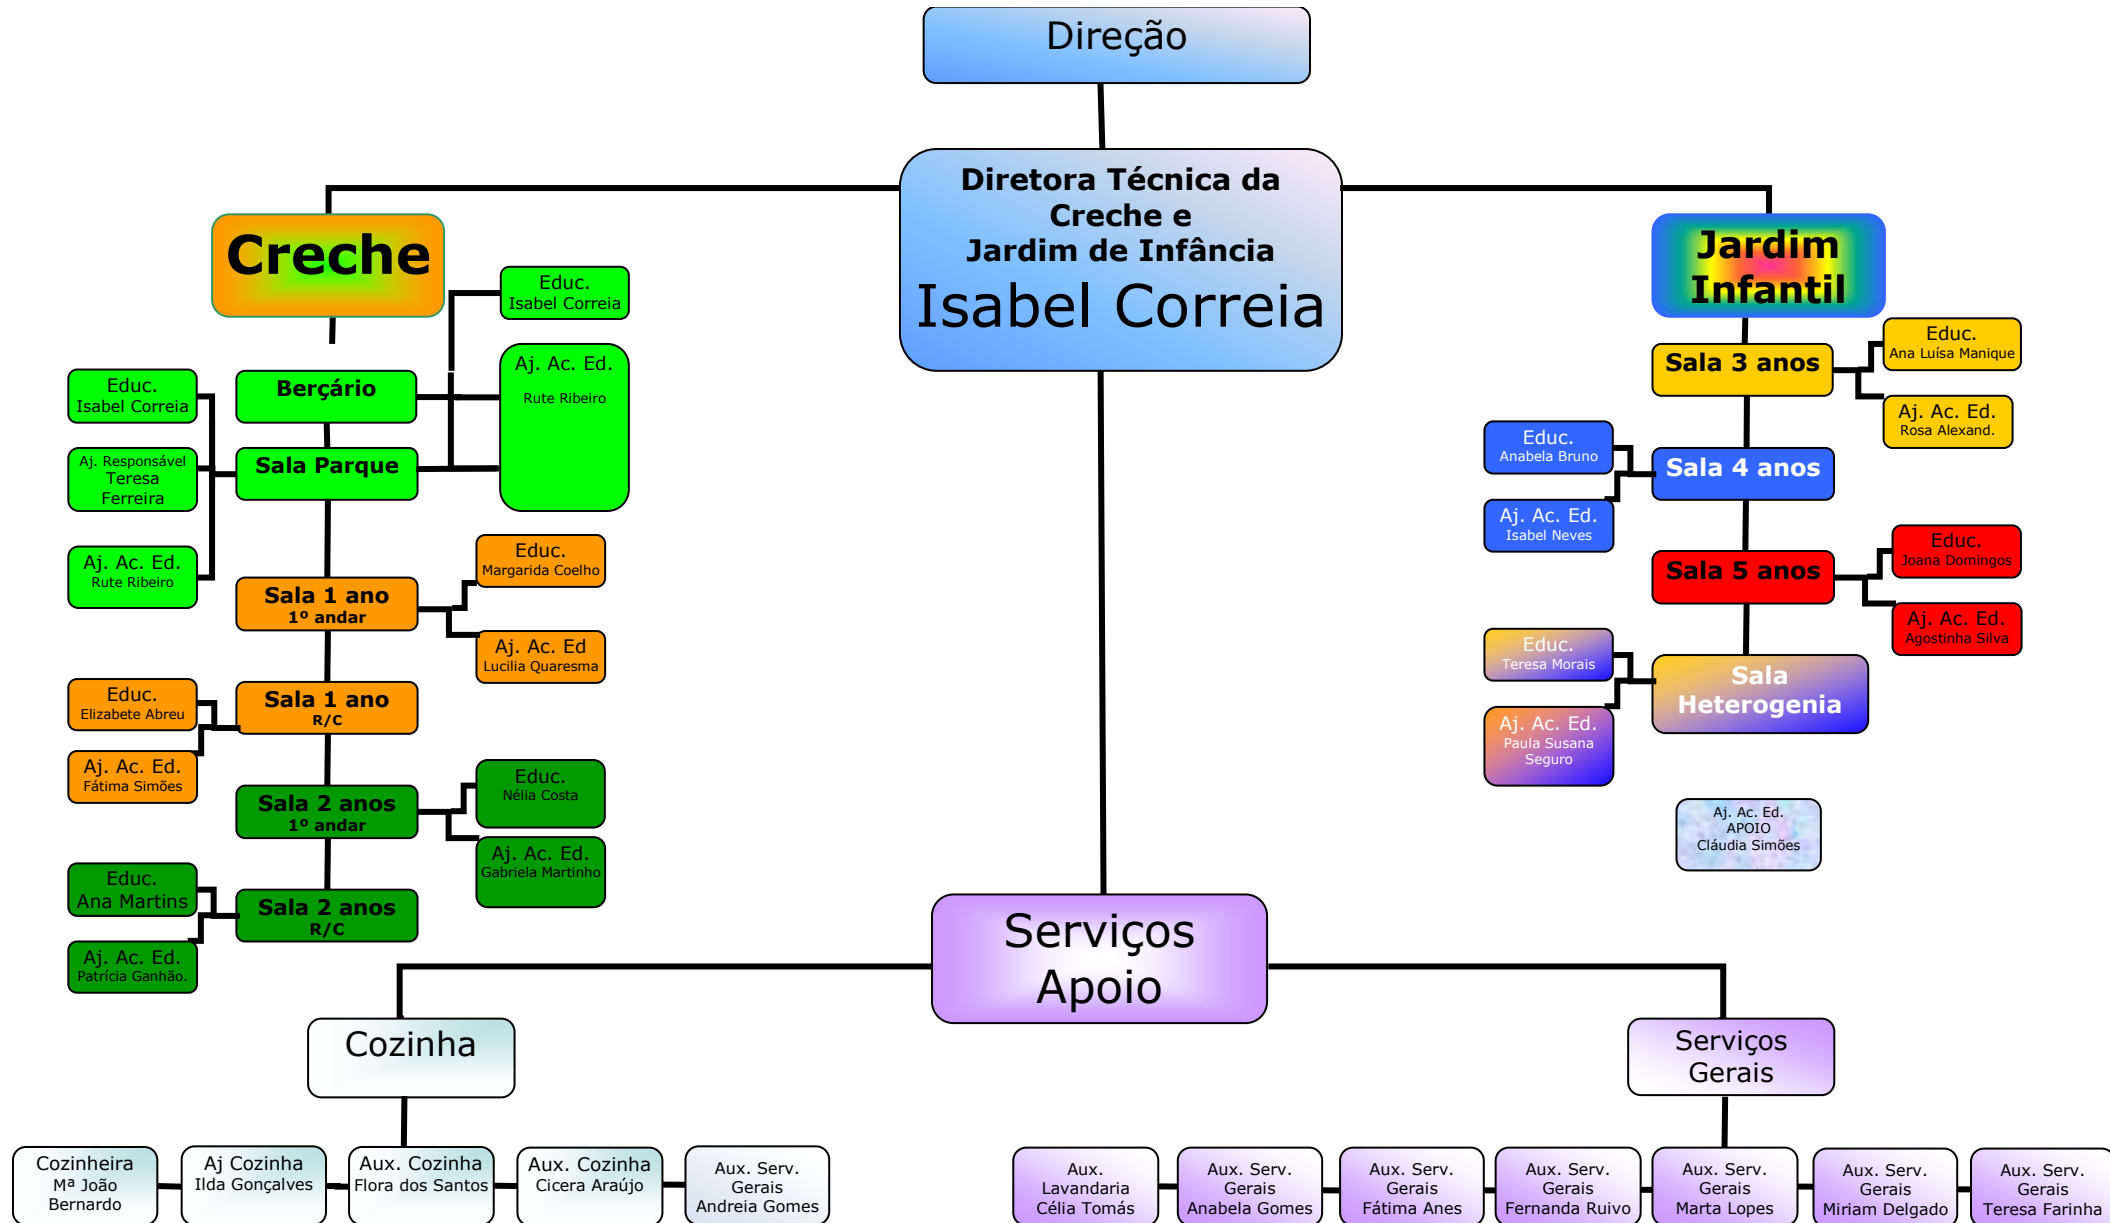 Direção
Diretora Técnica da
Creche e
Jardim de Infância
Isabel Correia
Creche
Educ.
Isabel Correia
Aj. Ac. Ed.
Rute Ribeiro
Berçário
Educ.
Isabel Correia
Aj. Responsável
Teresa
Ferreira
Sala Parque
Aj. Ac. Ed.
Rute Ribeiro
Educ.
Margarida Coelho
Sala 1 ano
1º andar
Aj. Ac. Ed
Lucilia Quaresma
Educ.
Elizabete Abreu
Sala 1 ano
R/C
Aj. Ac. Ed.
Fátima Simões
Educ.
Nélia Costa
Sala 2 anos
1º andar
Aj. Ac. Ed.
Gabriela Martinho
Educ.
Ana Martins
Sala 2 anos
R/C
Aj. Ac. Ed.
Patrícia Ganhão.
Jardim
Infantil
Educ.
Ana Luísa Manique
Sala 3 anos
Aj. Ac. Ed.
Rosa Alexand.
Educ.
Anabela Bruno
Sala 4 anos
Aj. Ac. Ed.
Isabel Neves
Educ.
Joana Domingos
Sala 5 anos
Aj. Ac. Ed.
Agostinha Silva
Educ.
Teresa Morais
Sala
Heterogenia
Aj. Ac. Ed.
Paula Susana
Seguro
Aj. Ac. Ed.
APOIO
Cláudia Simões
Serviços
Apoio
Cozinha
Serviços
Gerais
Cozinheira
Mª João
Bernardo
Aj Cozinha
Ilda Gonçalves
Aux. Cozinha
Flora dos Santos
Aux. Cozinha
Cicera Araújo
Aux. Serv.
Gerais
Andreia Gomes
Aux.
Lavandaria
Célia Tomás
Aux. Serv.
Gerais
Anabela Gomes
Aux. Serv.
Gerais
Fátima Anes
Aux. Serv.
Gerais
Fernanda Ruivo
Aux. Serv.
Gerais
Marta Lopes
Aux. Serv.
Gerais
Miriam Delgado
Aux. Serv.
Gerais
Teresa Farinha